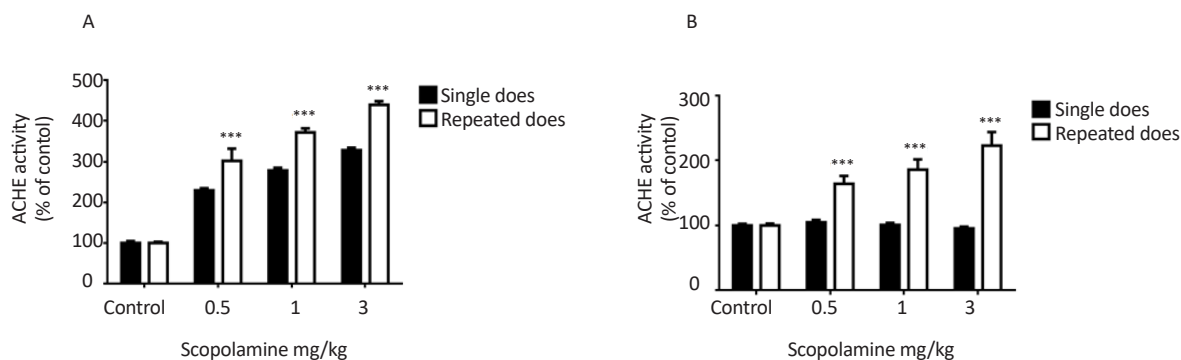 A
ACHE activity
(% of control)
500
400
300
200
100
0
***
***
***
Single does
Repeated does
Control
0.5
1
3
Scopolamine mg/kg
B
ACHE activity
(% of contol)
300
200
100
0
***
***
***
Single does
Repeated does
Control
0.5
1
3
Scopolamine mg/kg